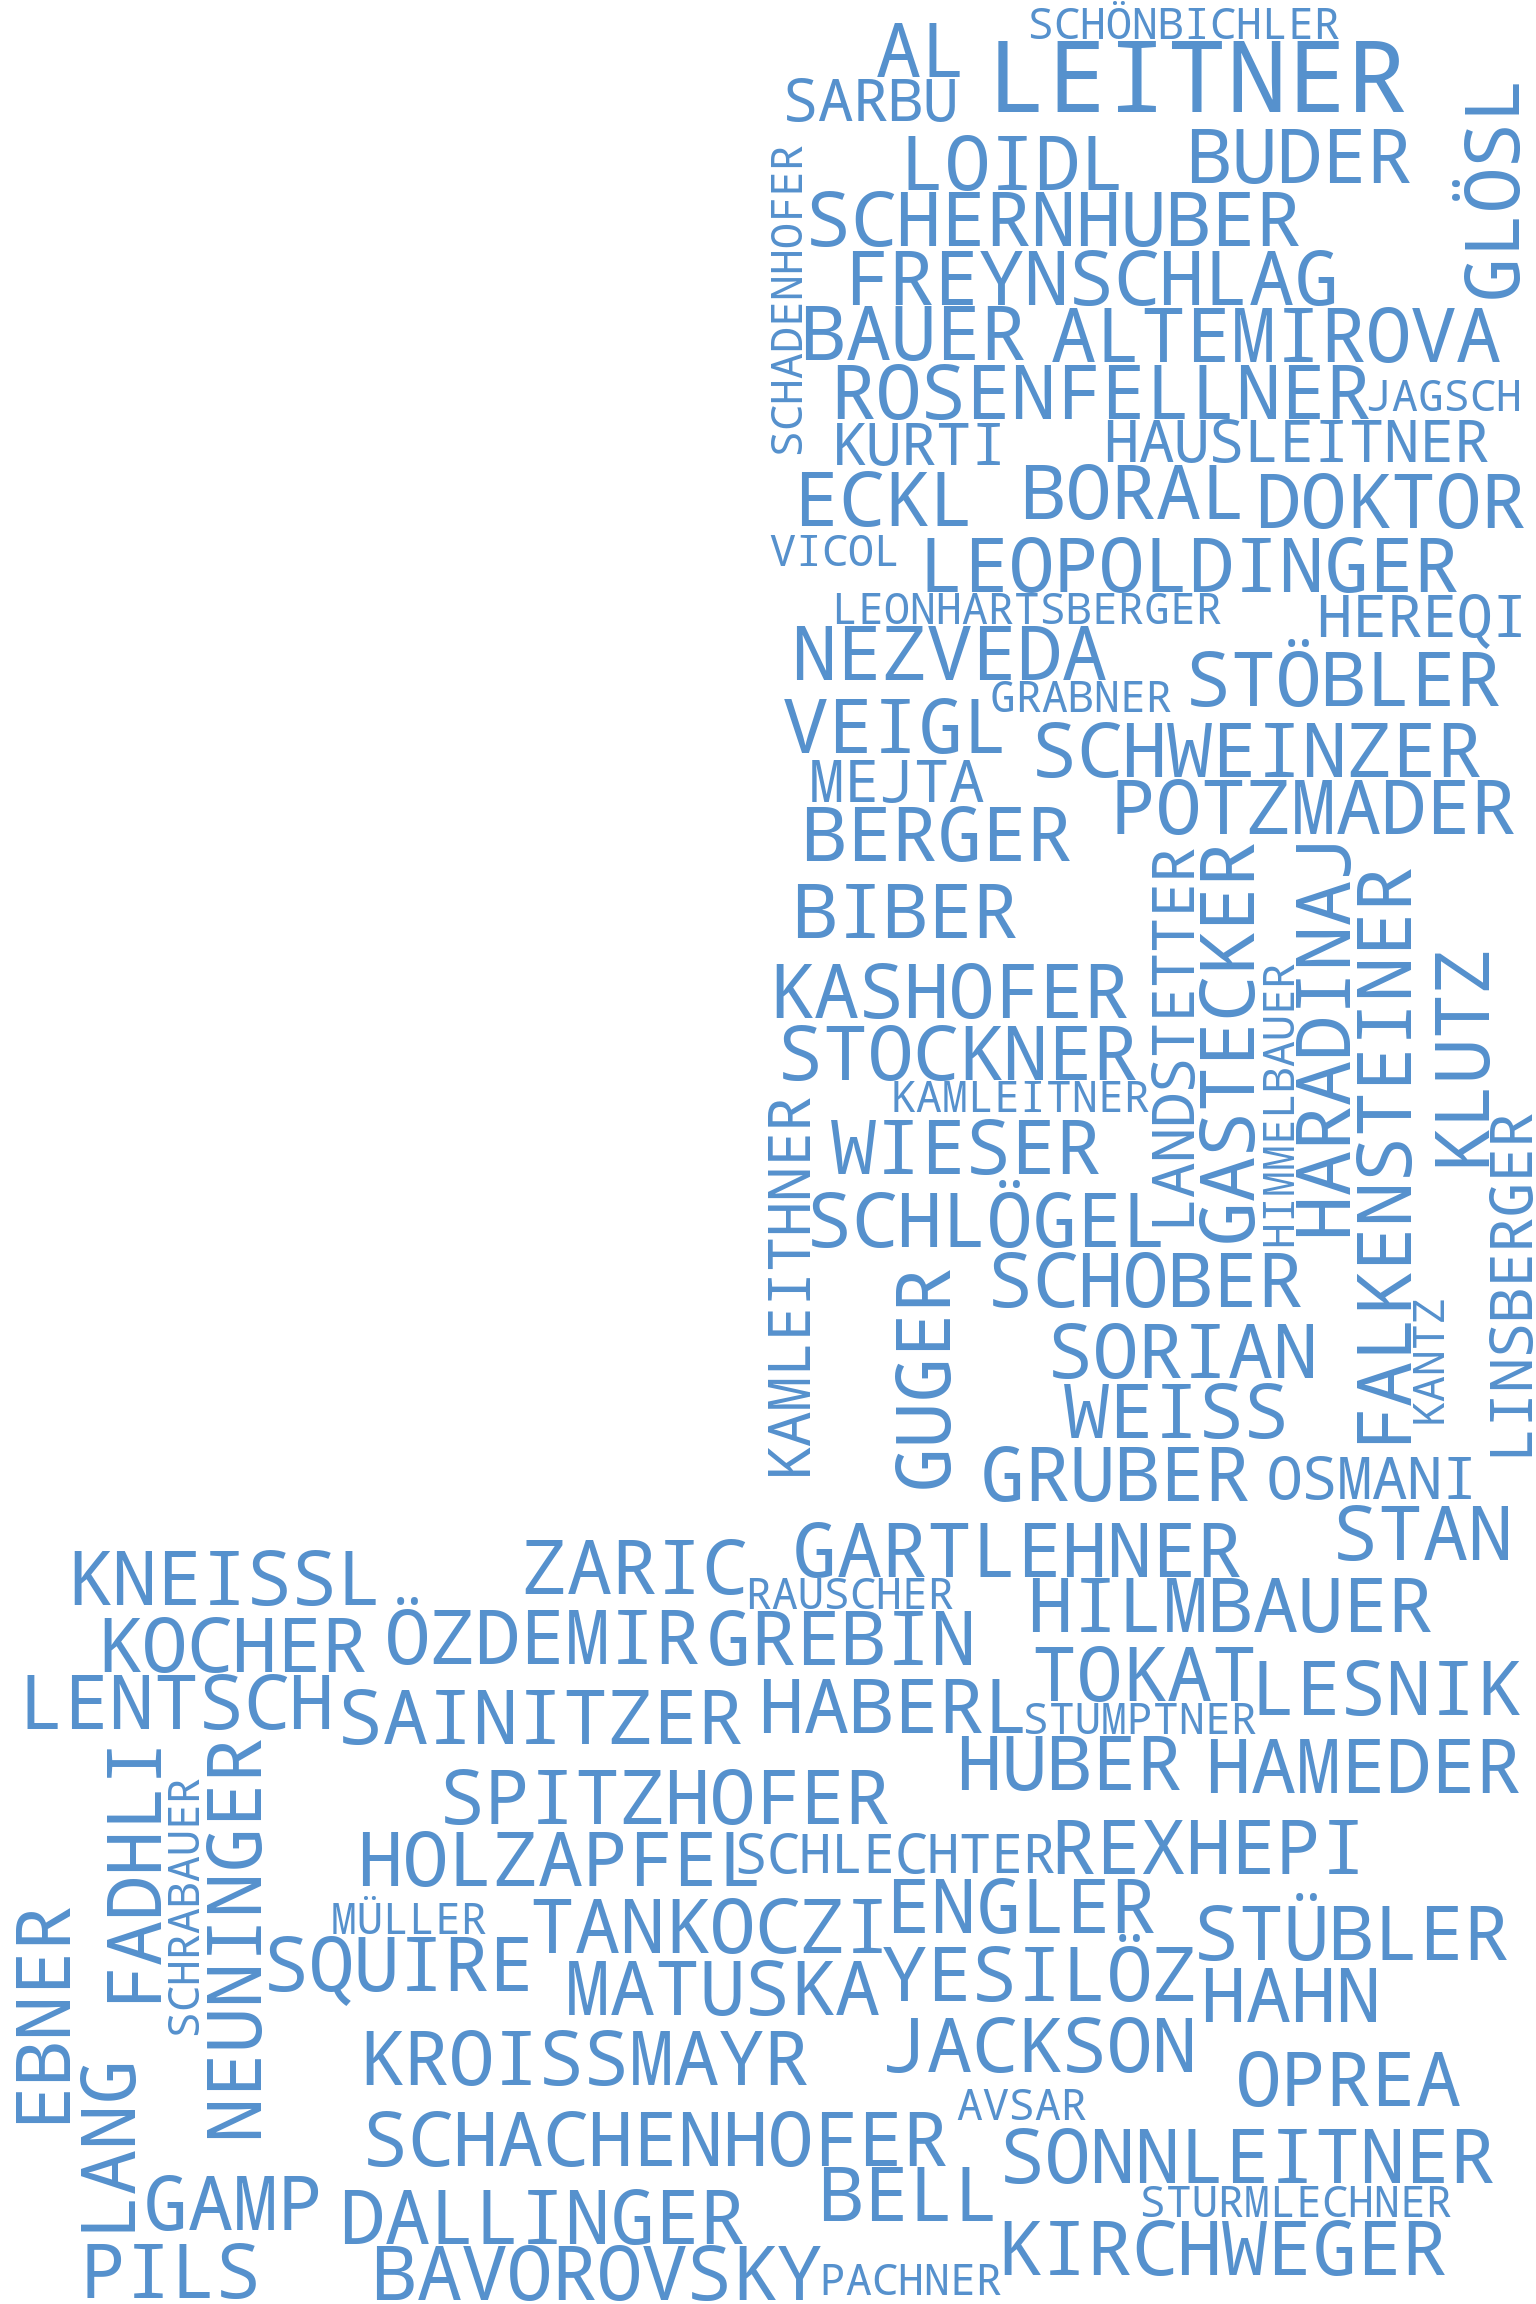 SCHÖNBICHLER
AL
LEITNER
SARBU
GLÖSL
LOIDL
BUDER
SCHADENHOFER
SCHERNHUBER
FREYNSCHLAG
BAUER
ALTEMIROVA
ROSENFELLNER
JAGSCH
KURTI
HAUSLEITNER
ECKL
BORAL
DOKTOR
VICOL
LEOPOLDINGER
LEONHARTSBERGER
HEREQI
NEZVEDA
GRABNER
STÖBLER
VEIGL
SCHWEINZER
MEJTA
POTZMADER
BERGER
BIBER
LANDSTETTER
GASTECKER
HIMMELBAUER
HARADINAJ
FALKENSTEINER
KLUTZ
KASHOFER
STOCKNER
KAMLEITNER
KAMLEITHNER
WIESER
LINSBERGER
SCHLÖGEL
SCHOBER
GUGER
SORIAN
KANTZ
WEISS
GRUBER
OSMANI
STAN
KNEISSL
ZARIC
GARTLEHNER
RAUSCHER
HILMBAUER
KOCHER
ÖZDEMIR
GREBIN
TOKAT
LESNIK
LENTSCH
SAINITZER
HABERL
STUMPTNER
HUBER
HAMEDER
FADHLI
SCHRABAUER
NEUNINGER
SPITZHOFER
HOLZAPFEL
SCHLECHTER
REXHEPI
EBNER
MÜLLER
TANKOCZI
ENGLER
STÜBLER
SQUIRE
MATUSKA
YESILÖZ
HAHN
LANG
KROISSMAYR
JACKSON
OPREA
AVSAR
SCHACHENHOFER
SONNLEITNER
GAMP
DALLINGER
BELL
STURMLECHNER
PILS
BAVOROVSKY
PACHNER
KIRCHWEGER